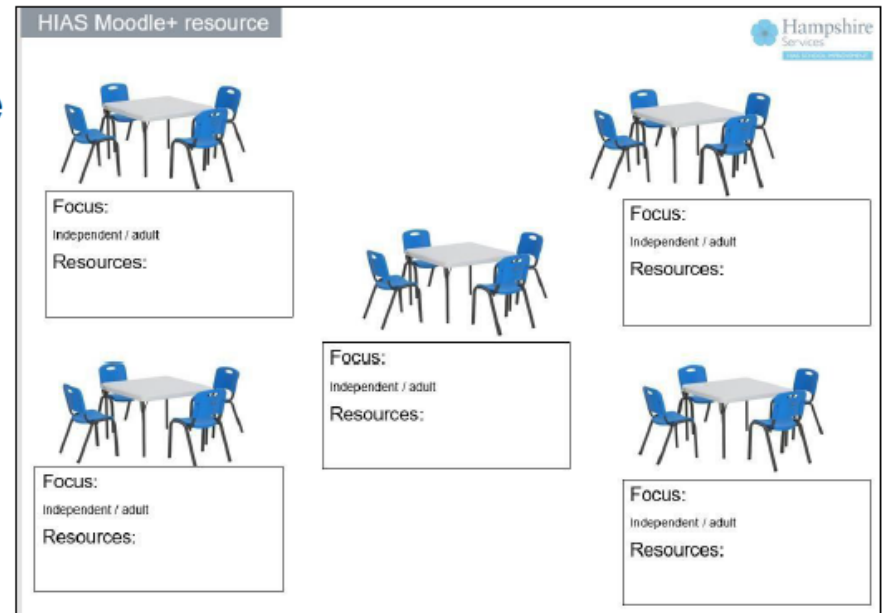 HIAS Moodle+ resource
Hampshire
Services
Focus:
Independent / adult
Resources:
Focus:
Independent / adult
Resources:
Focus:
Independent / adult
Resources:
Focus:
Independent / adult
Resources:
Focus:
Independent / adult
Resources: